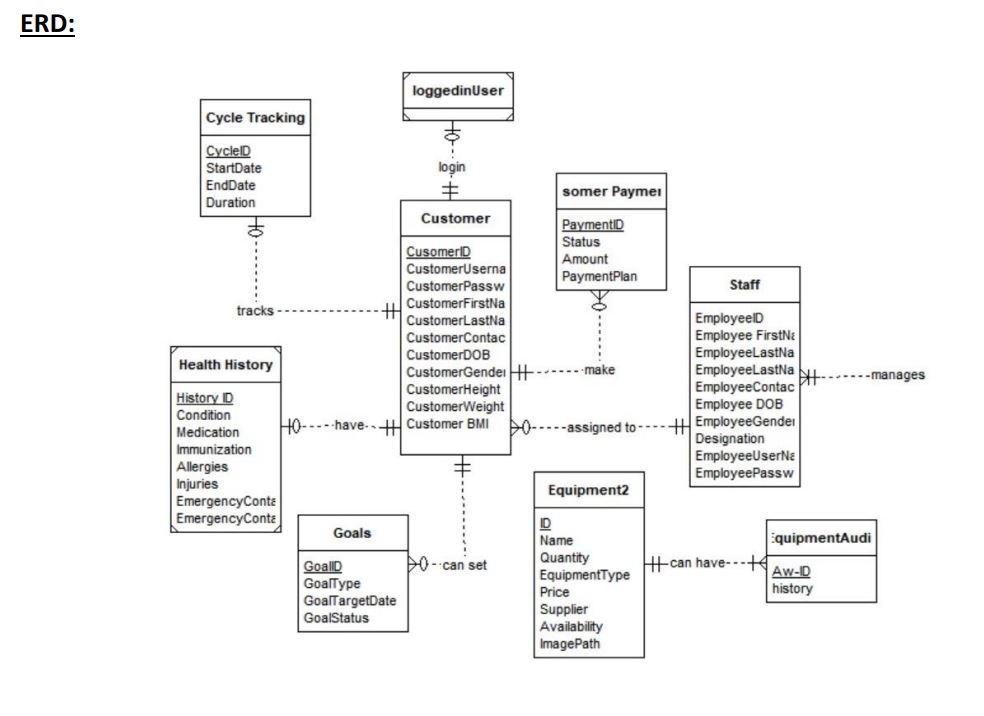 ERD:
loggedinUser
login
Cycle Tracking
CycleID
StartDate
EndDate
Duration
tracks
Customer
CusomerID
CustomerUserna
CustomerPassw
CustomerFirstNa
CustomerLastNa
CustomerContac
CustomerDOB
CustomerGender
CustomerHeight
CustomerWeight
Customer BMI
somer Paymer
PaymentID
Status
Amount
PaymentPlan
make
Staff
EmployeeID
Employee FirstNa
EmployeeLastNa
EmployeeLastNa
EmployeeContac
Employee DOB
EmployeeGender
Designation
EmployeeUserNa
EmployeePassw
manages
assigned to
Health History
History ID
Condition
Medication
Immunization
Allergies
Injuries
EmergencyConta
EmergencyConta
have
Goals
GoalID
GoalType
GoalTargetDate
GoalStatus
can set
Equipment2
ID
Name
Quantity
EquipmentType
Price
Supplier
Availability
ImagePath
can have
EquipmentAudi
Aw-ID
history